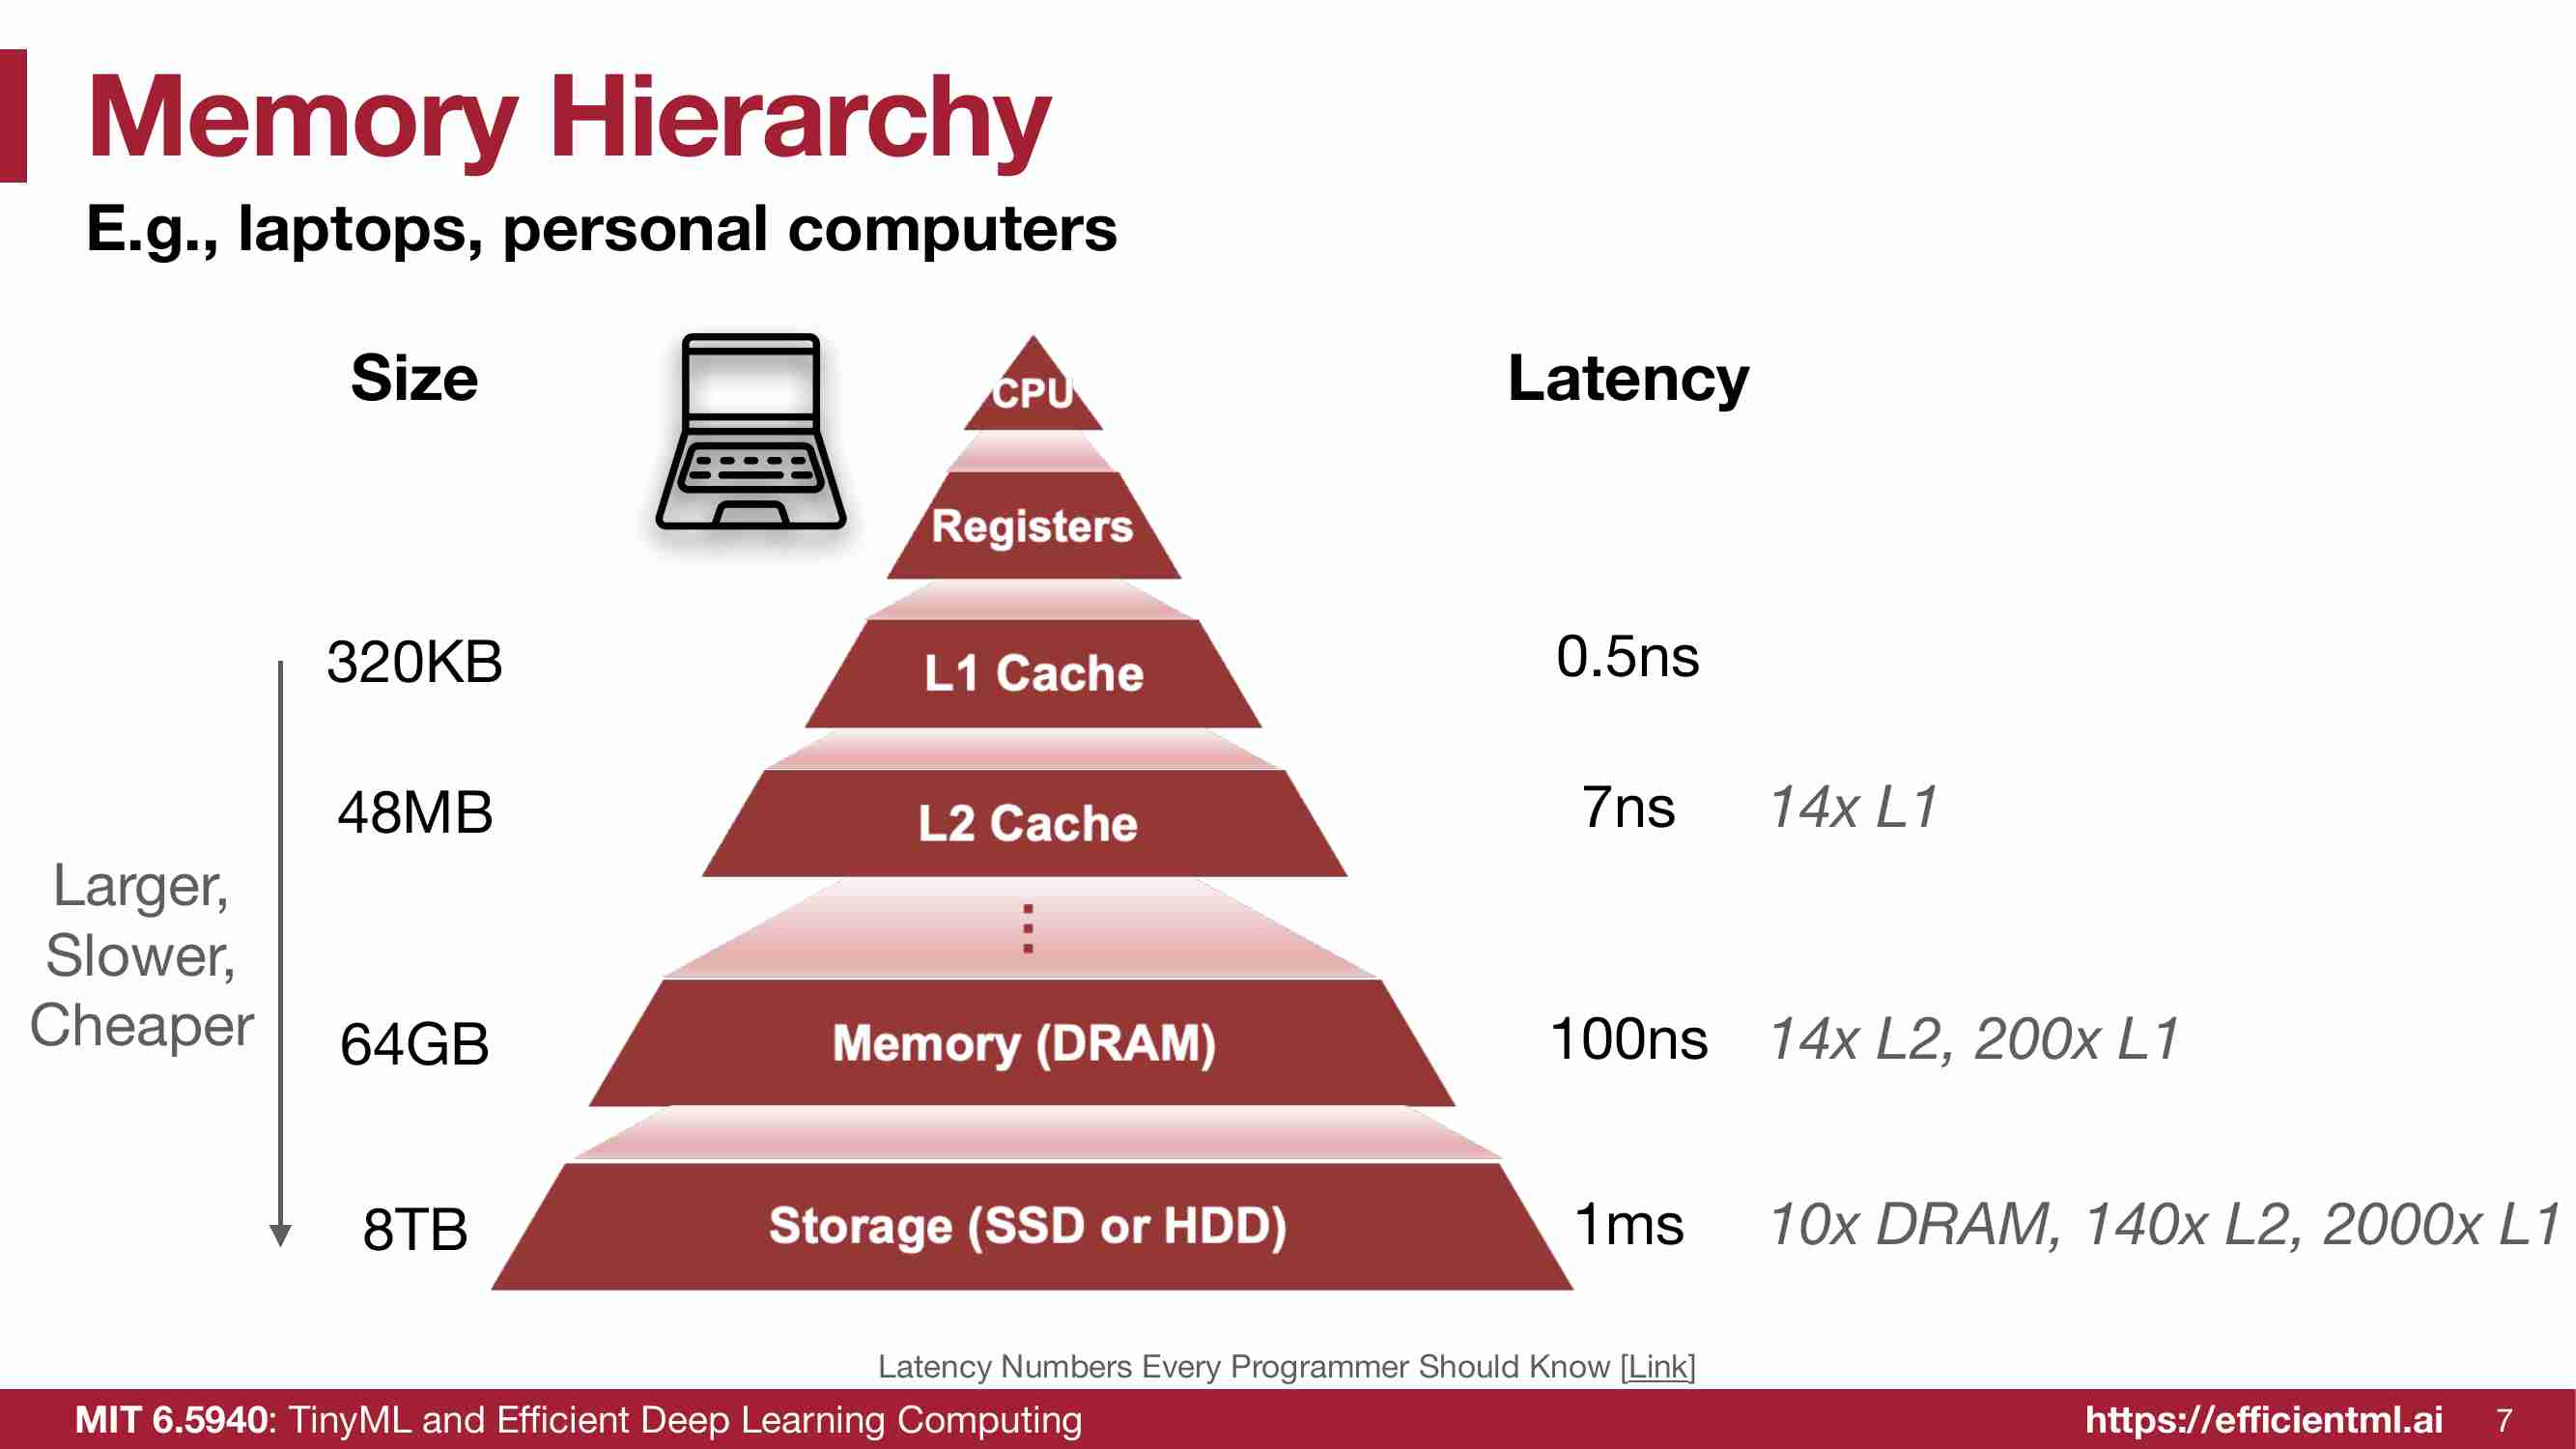 Memory Hierarchy
E.g., laptops, personal computers
Size
Latency
CPU
Registers
320KB
L1 Cache
0.5ns
48MB
L2 Cache
7ns
14x L1
Larger,
Slower,
Cheaper
64GB
Memory (DRAM)
100ns
14x L2, 200x L1
8TB
Storage (SSD or HDD)
1ms
10x DRAM, 140x L2, 2000x L1
Latency Numbers Every Programmer Should Know [Link]
MIT 6.5940: TinyML and Efficient Deep Learning Computing
https://efficientml.ai
7